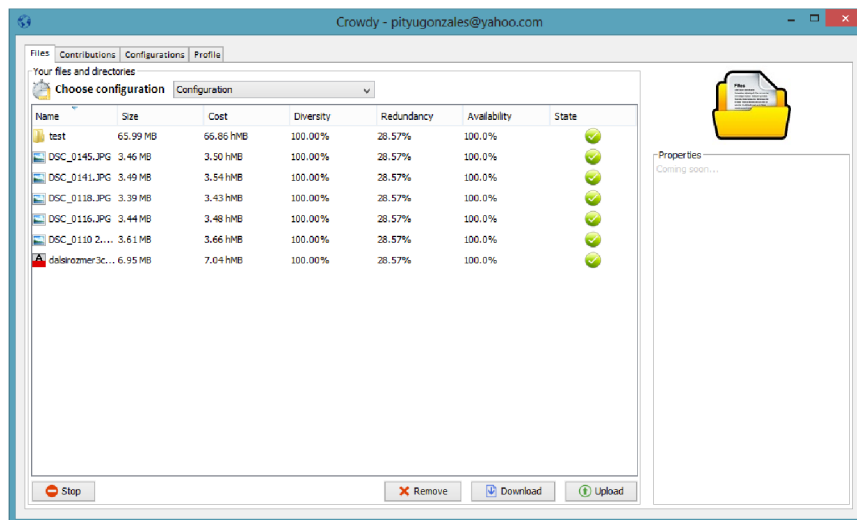 Crowdy - pityugonzales@yahoo.com
Files Contributions Configurations Profile
Your files and directories
Choose configuration Configuration
Name Size Cost Diversity Redundancy Availability State
test 65.99 MB 66.86 hMB 100.00% 28.57% 100.0%
DSC_0145.JPG 3.46 MB 3.50 hMB 100.00% 28.57% 100.0%
DSC_0141.JPG 3.49 MB 3.54 hMB 100.00% 28.57% 100.0%
DSC_0118.JPG 3.39 MB 3.43 hMB 100.00% 28.57% 100.0%
DSC_0116.JPG 3.44 MB 3.48 hMB 100.00% 28.57% 100.0%
DSC_0110 2.... 3.61 MB 3.66 hMB 100.00% 28.57% 100.0%
dalsirozmer3c... 6.95 MB 7.04 hMB 100.00% 28.57% 100.0%
Stop Remove Download Upload
Files
Properties
Coming soon...